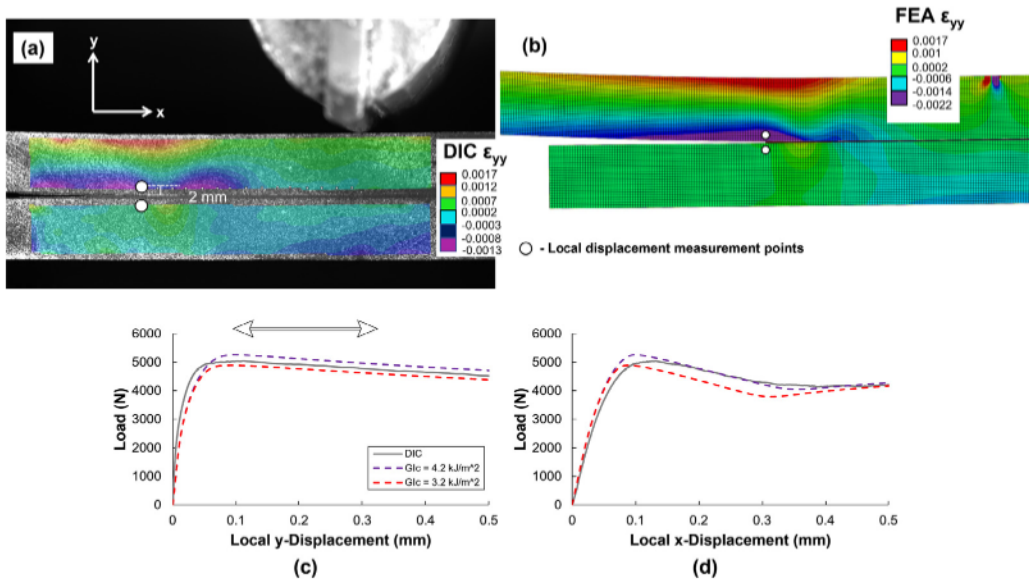 (a)
y
x
2 mm
DIC εyy
0.0017
0.0012
0.0007
0.0002
-0.0003
-0.0008
-0.0013
(b)
FEA εyy
0.0017
0.001
0.0002
-0.0006
-0.0014
-0.0022
- Local displacement measurement points
6000
5000
4000
3000
2000
1000
0
Load (N)
DIC
GIc = 4.2 kJ/m^2
GIc = 3.2 kJ/m^2
0 0.1 0.2 0.3 0.4 0.5
Local y-Displacement (mm)
(c)
6000
5000
4000
3000
2000
1000
0
Load (N)
0 0.1 0.2 0.3 0.4 0.5
Local x-Displacement (mm)
(d)